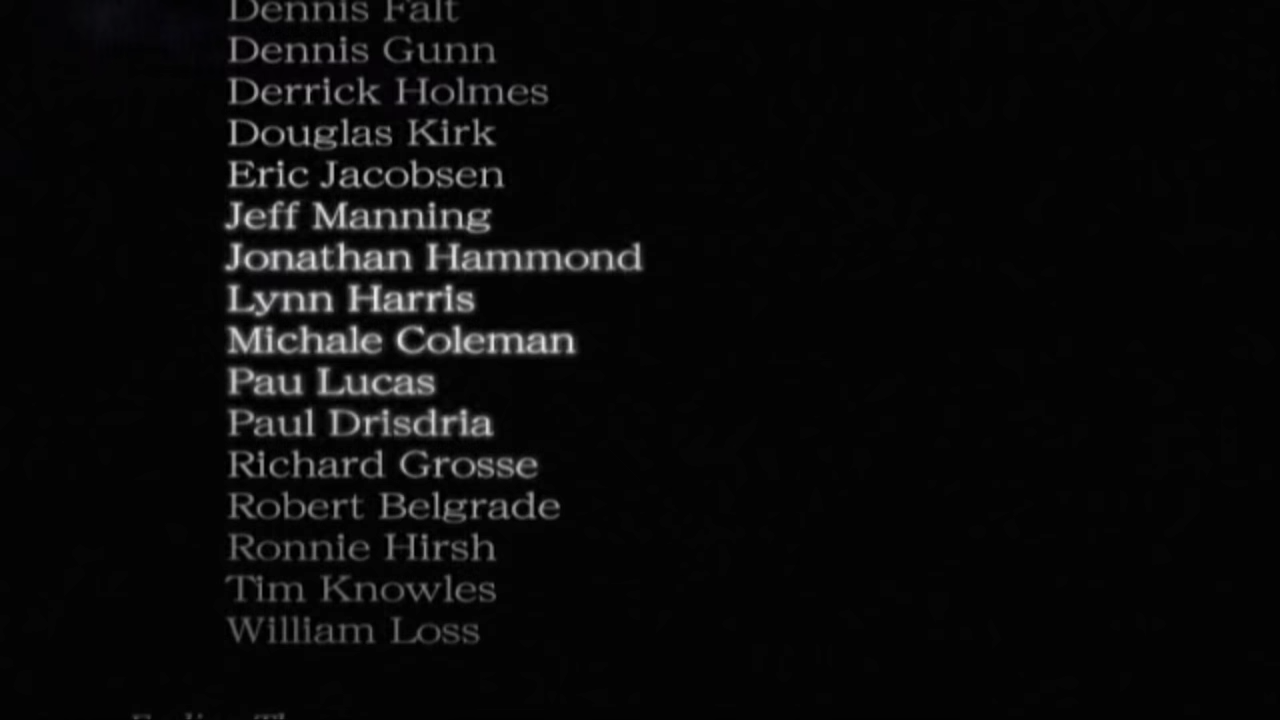 Dennis Falt
Dennis Gunn
Derrick Holmes
Douglas Kirk
Eric Jacobsen
Jeff Manning
Jonathan Hammond
Lynn Harris
Michale Coleman
Pau Lucas
Paul Drisdria
Richard Grosse
Robert Belgrade
Ronnie Hirsh
Tim Knowles
William Loss